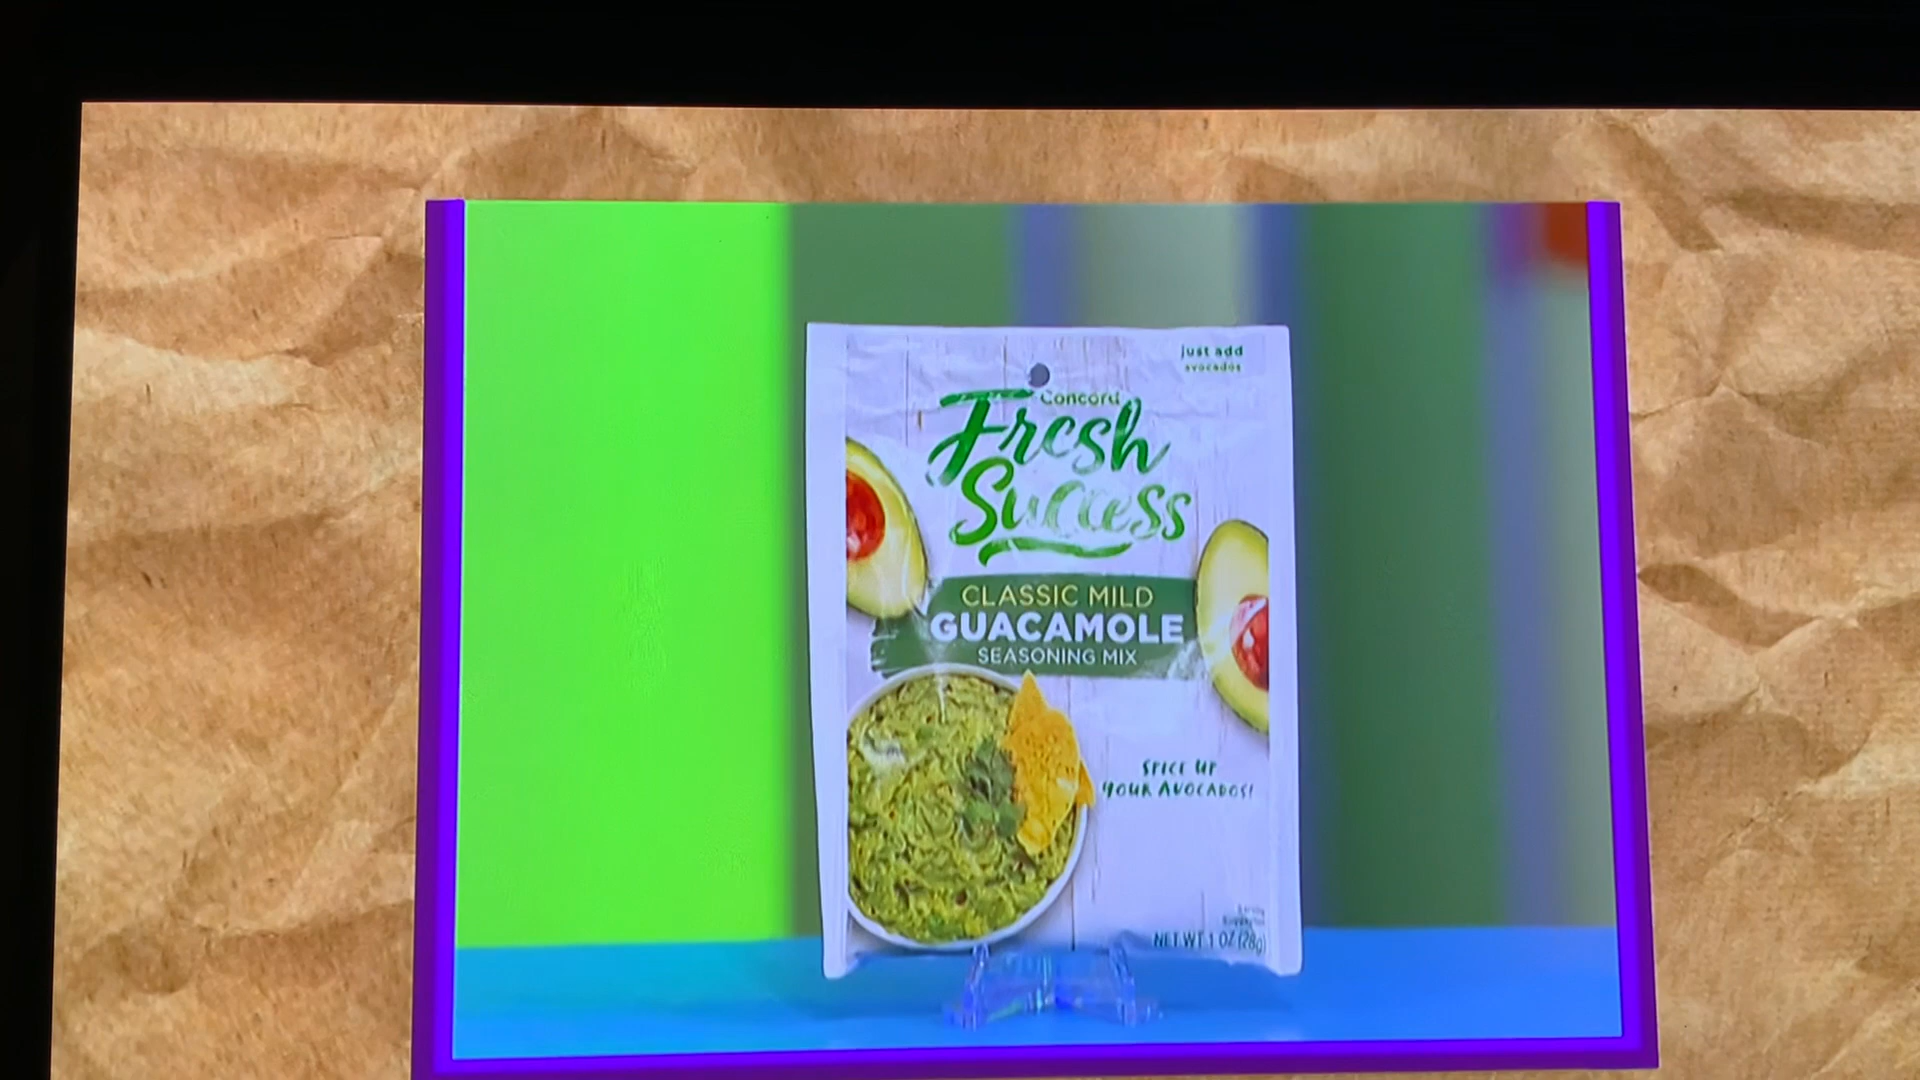 just add
avocados
Concord
Fresh
Success
CLASSIC MILD
GUACAMOLE
SEASONING MIX
SPICE UP
YOUR AVOCADOS!
NET WT 1 OZ (28g)